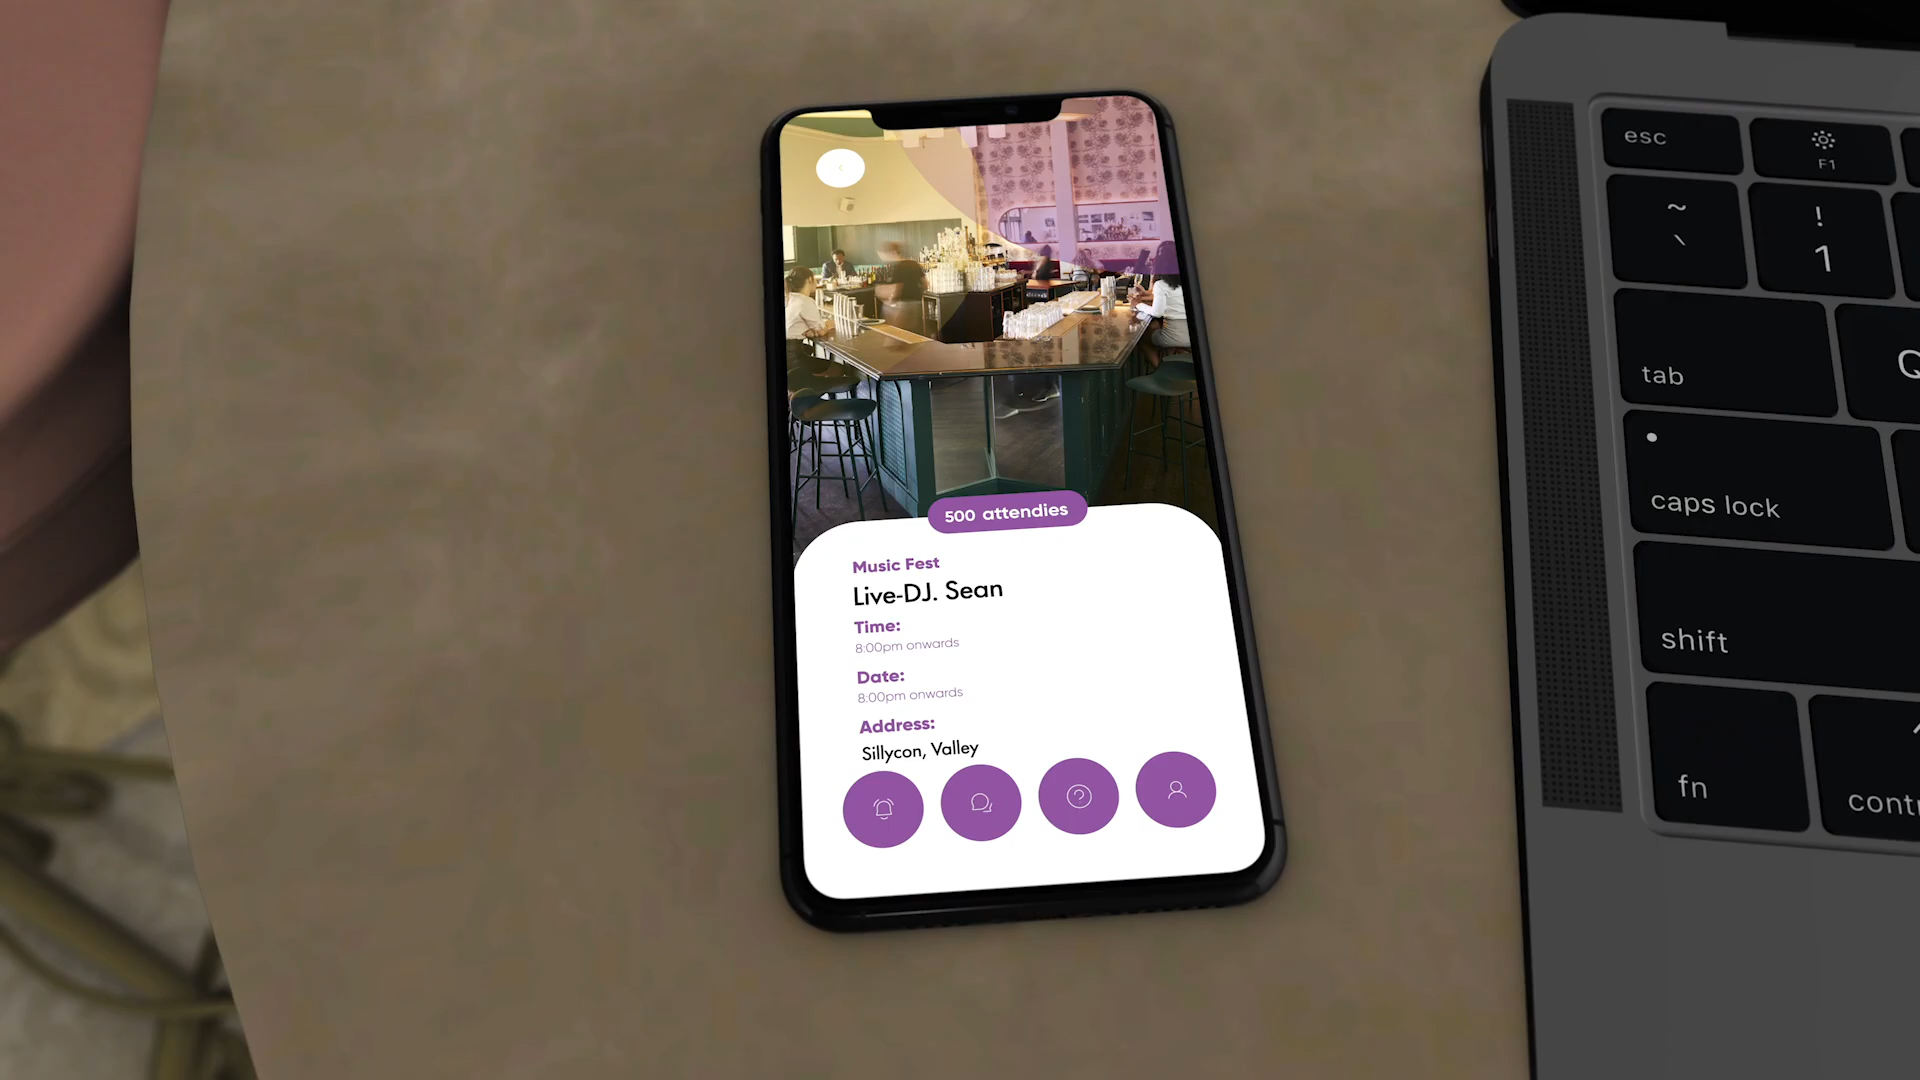 500 attendies
Music Fest
Live-DJ. Sean
Time:
8:00pm onwards
Date:
8:00pm onwards
Address:
Sillycon, Valley
esc
F1
~
`
!
1
tab
caps lock
shift
fn